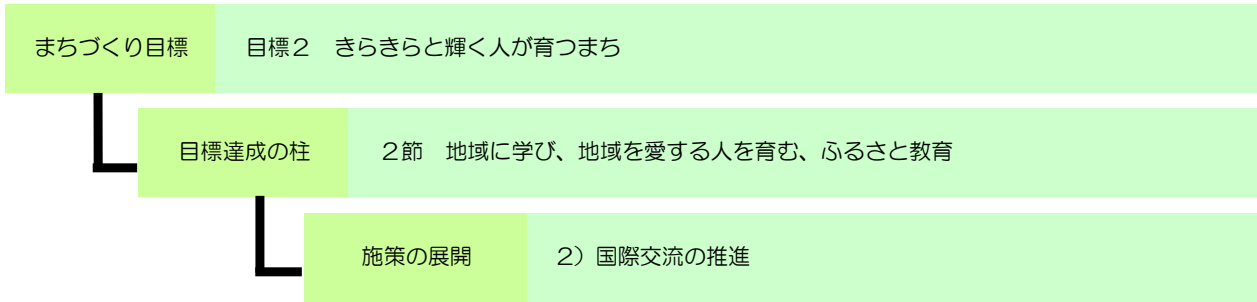 まちづくり目標　目標２　きらきらと輝く人が育つまち
目標達成の柱　２節　地域に学び、地域を愛する人を育む、ふるさと教育
施策の展開　２）国際交流の推進